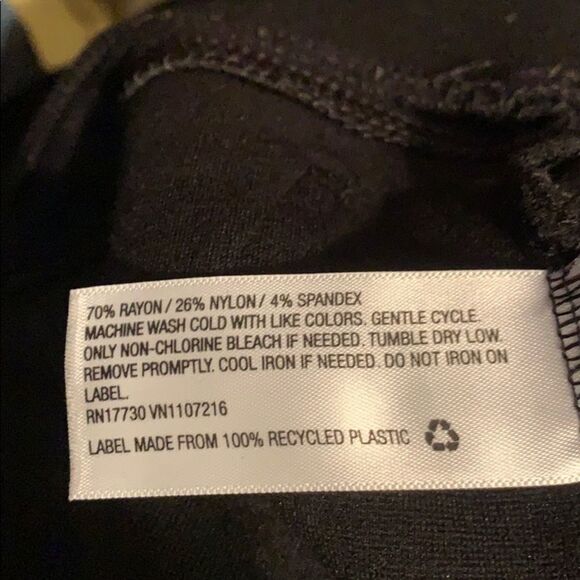 70% RAYON / 26% NYLON / 4% SPANDEX
MACHINE WASH COLD WITH LIKE COLORS. GENTLE CYCLE.
ONLY NON-CHLORINE BLEACH IF NEEDED. TUMBLE DRY LOW.
REMOVE PROMPTLY. COOL IRON IF NEEDED. DO NOT IRON ON
LABEL.
RN17730 VN1107216
LABEL MADE FROM 100% RECYCLED PLASTIC